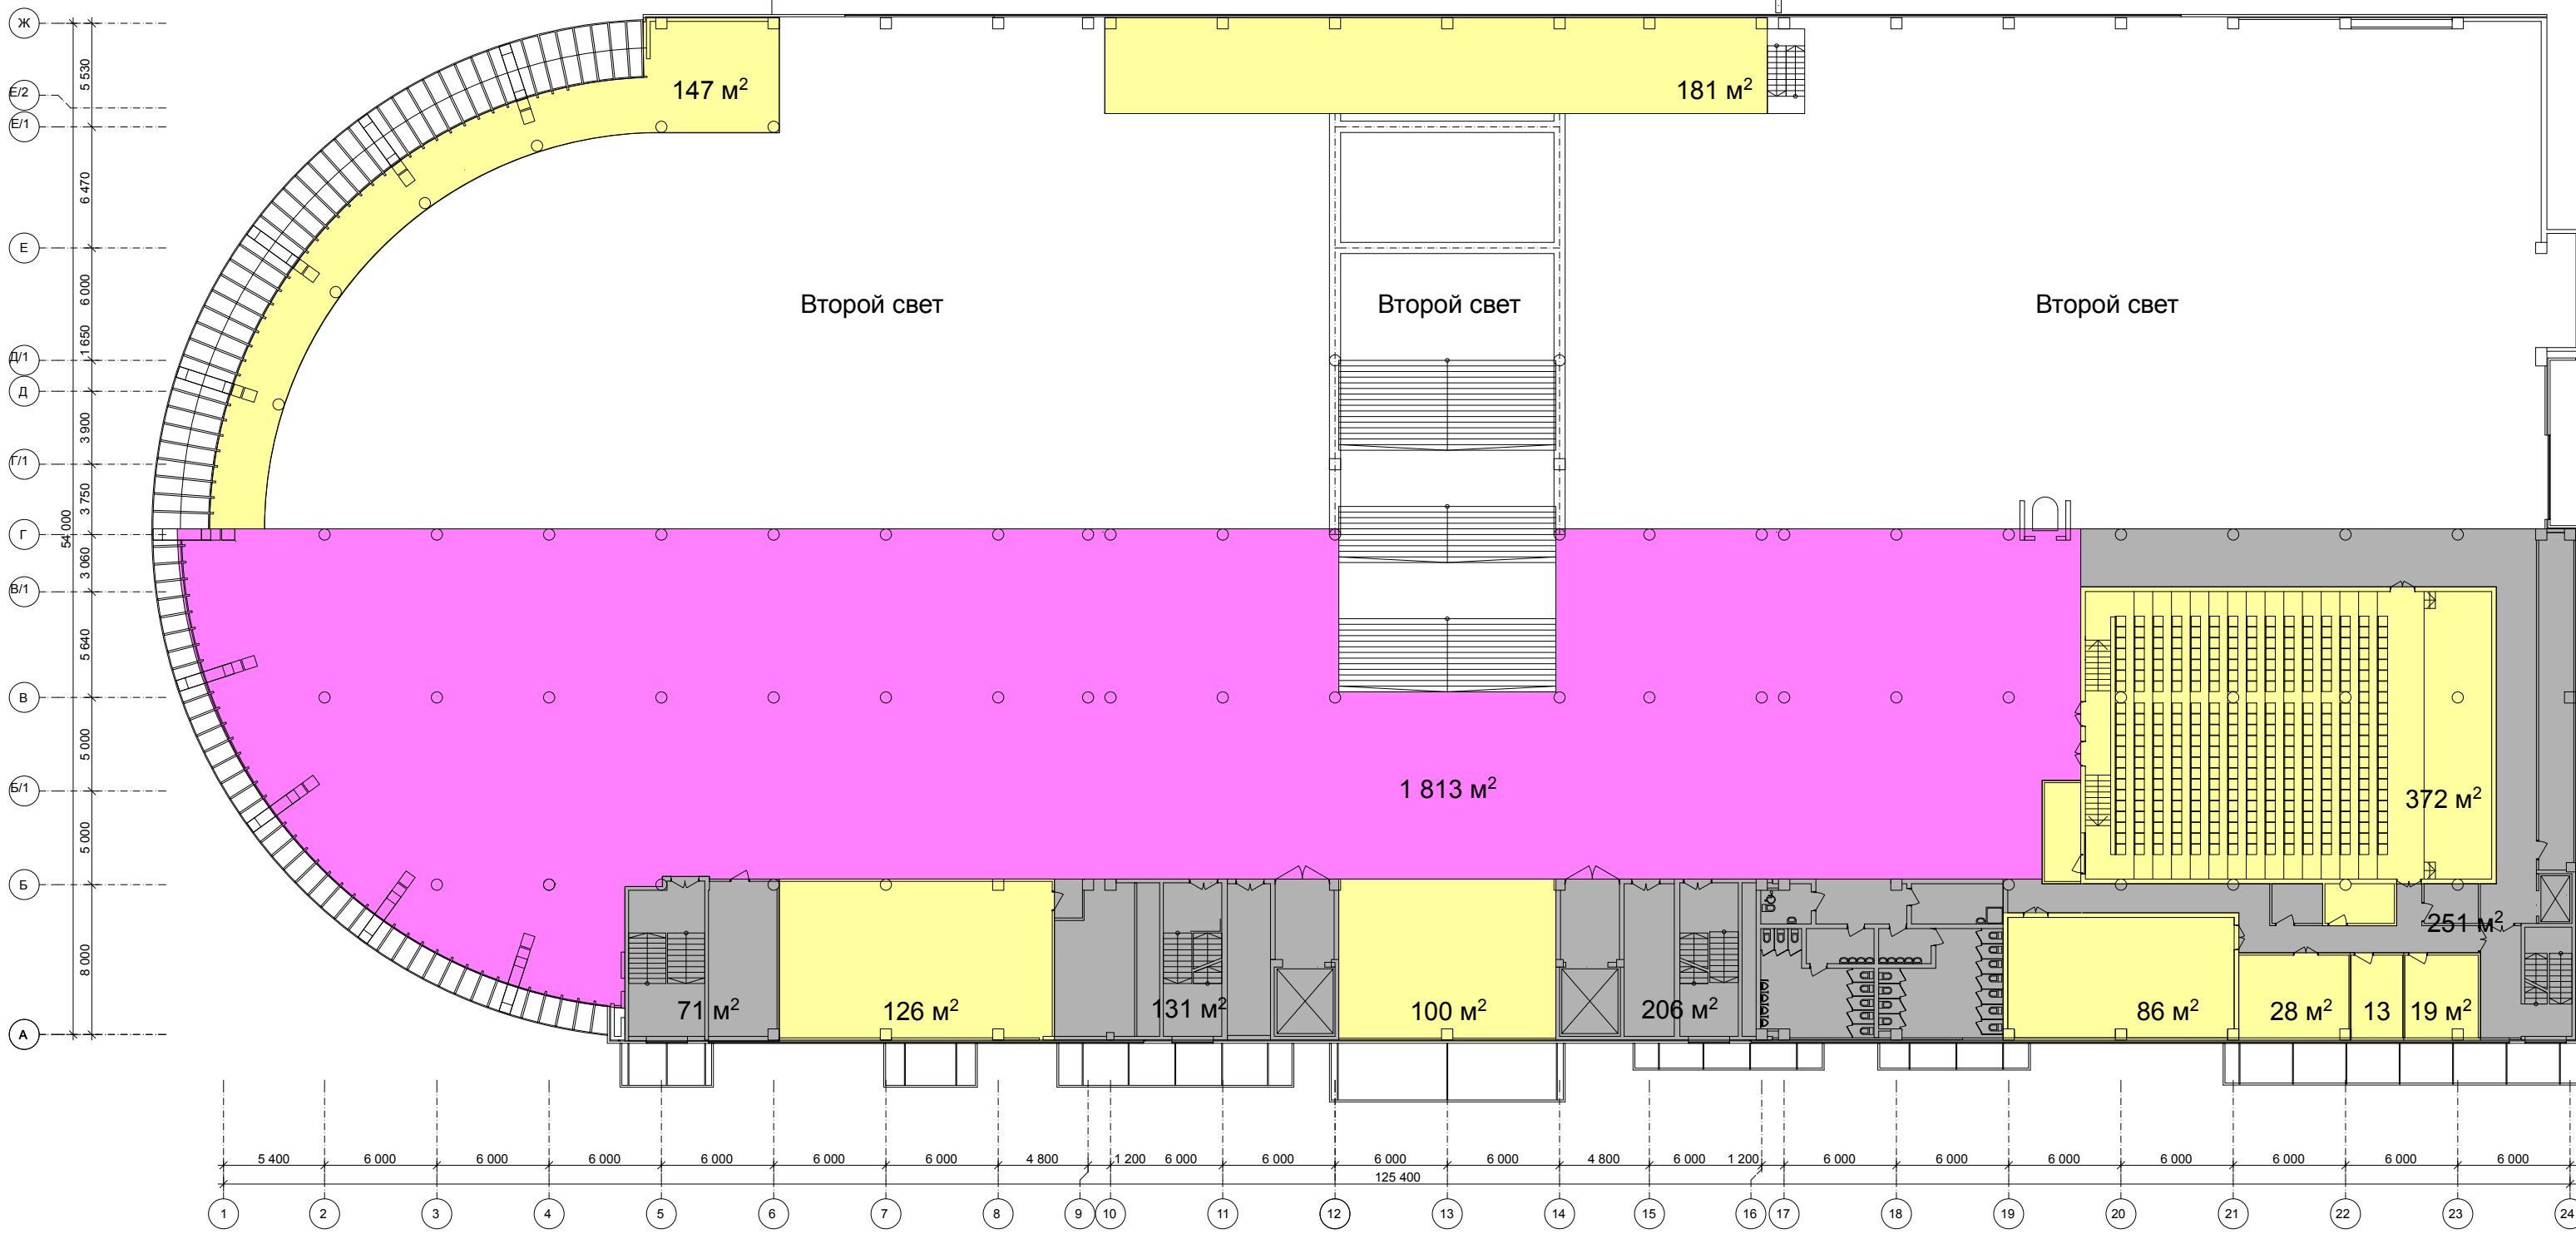 Ж
Е/2
Е/1
Е
Д/1
Д
Г/1
Г
В/1
В
Б/1
Б
А
5 530
6 470
6 000
1 650
3 900
3 750
3 060
5 640
5 000
5 000
8 000
54 000
147 м²
181 м²
Второй свет
Второй свет
Второй свет
1 813 м²
372 м²
251 м²
71 м²
126 м²
131 м²
100 м²
206 м²
86 м²
28 м²
13
19 м²
5 400 6 000 6 000 6 000 6 000 6 000 6 000 4 800 1 200 6 000 6 000 6 000 6 000 4 800 6 000 1 200 6 000 6 000 6 000 6 000 6 000 6 000 6 000
125 400
1 2 3 4 5 6 7 8 9 10 11 12 13 14 15 16 17 18 19 20 21 22 23 24